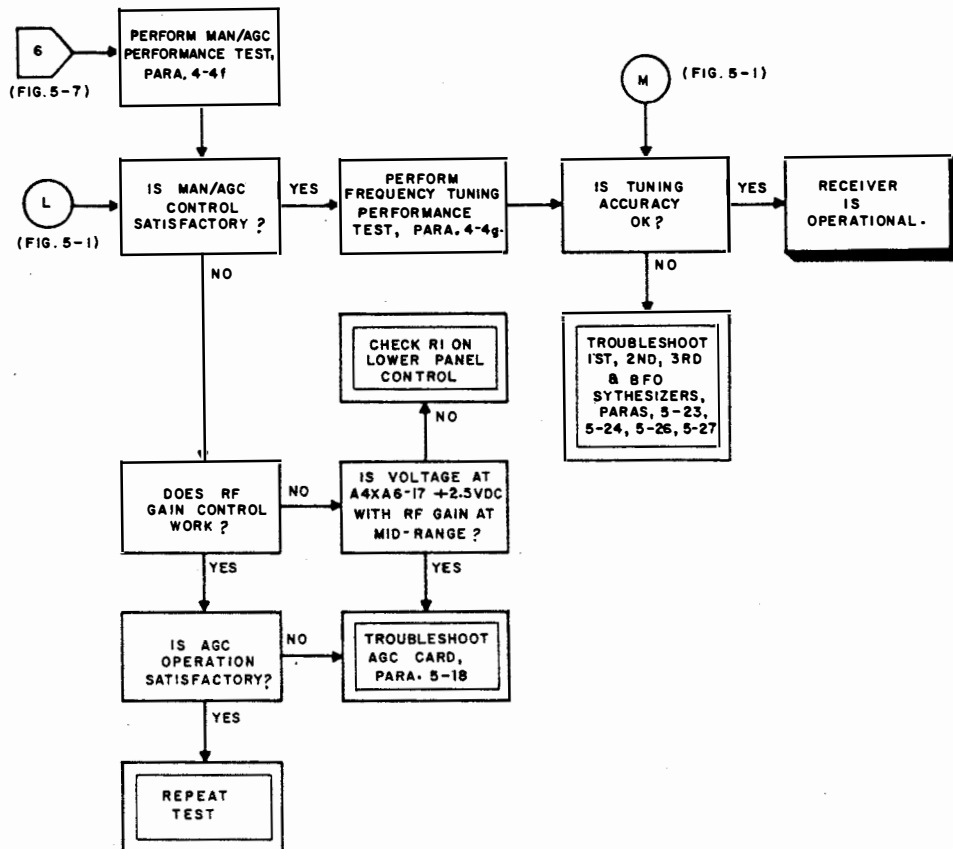 6
(FIG. 5-7)
PERFORM MAN/AGC
PERFORMANCE TEST,
PARA. 4-4f
M
(FIG. 5-1)
L
(FIG. 5-1)
IS MAN/AGC
CONTROL
SATISFACTORY ?
YES
NO
PERFORM
FREQUENCY TUNING
PERFORMANCE
TEST, PARA. 4-4g.
IS TUNING
ACCURACY
OK?
YES
NO
RECEIVER
IS
OPERATIONAL.
CHECK R1 ON
LOWER PANEL
CONTROL
NO
TROUBLESHOOT
1ST, 2ND, 3RD
& BFO
SYTHESIZERS,
PARAS, 5-23,
5-24, 5-26, 5-27
DOES RF
GAIN CONTROL
WORK ?
NO
YES
IS VOLTAGE AT
A4XA6-17 +2.5VDC
WITH RF GAIN AT
MID-RANGE ?
YES
IS AGC
OPERATION
SATISFACTORY?
NO
YES
TROUBLESHOOT
AGC CARD,
PARA. 5-18
REPEAT
TEST